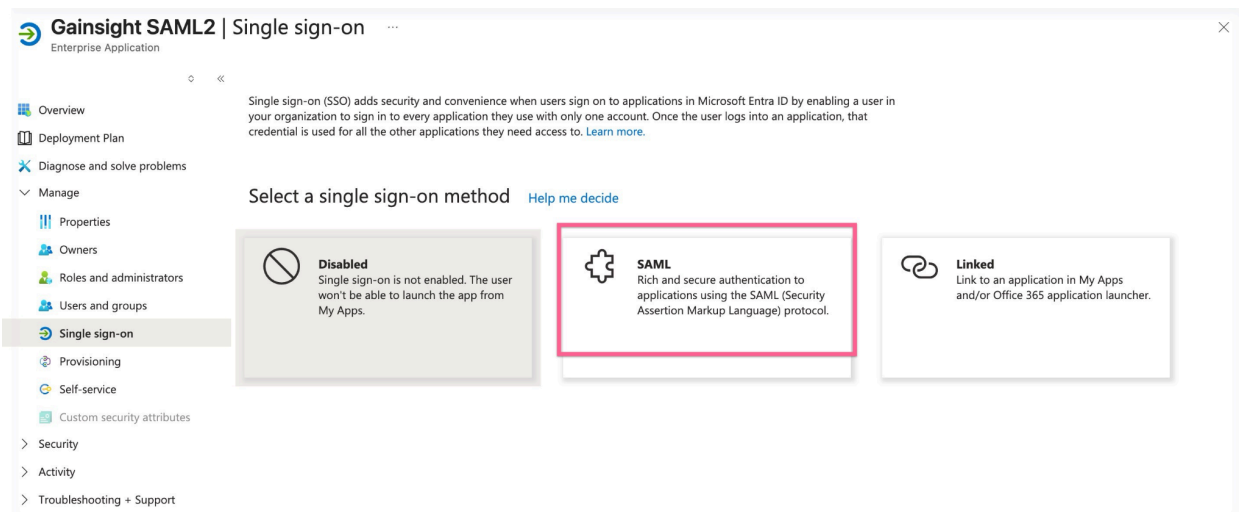 Gainsight SAML2 | Single sign-on ...
Enterprise Application
Overview
Deployment Plan
Diagnose and solve problems
Manage
Properties
Owners
Roles and administrators
Users and groups
Single sign-on
Provisioning
Self-service
Custom security attributes
Security
Activity
Troubleshooting + Support
Single sign-on (SSO) adds security and convenience when users sign on to applications in Microsoft Entra ID by enabling a user in
your organization to sign in to every application they use with only one account. Once the user logs into an application, that
credential is used for all the other applications they need access to. Learn more.
Select a single sign-on method Help me decide
Disabled
Single sign-on is not enabled. The user
won't be able to launch the app from
My Apps.
SAML
Rich and secure authentication to
applications using the SAML (Security
Assertion Markup Language) protocol.
Linked
Link to an application in My Apps
and/or Office 365 application launcher.